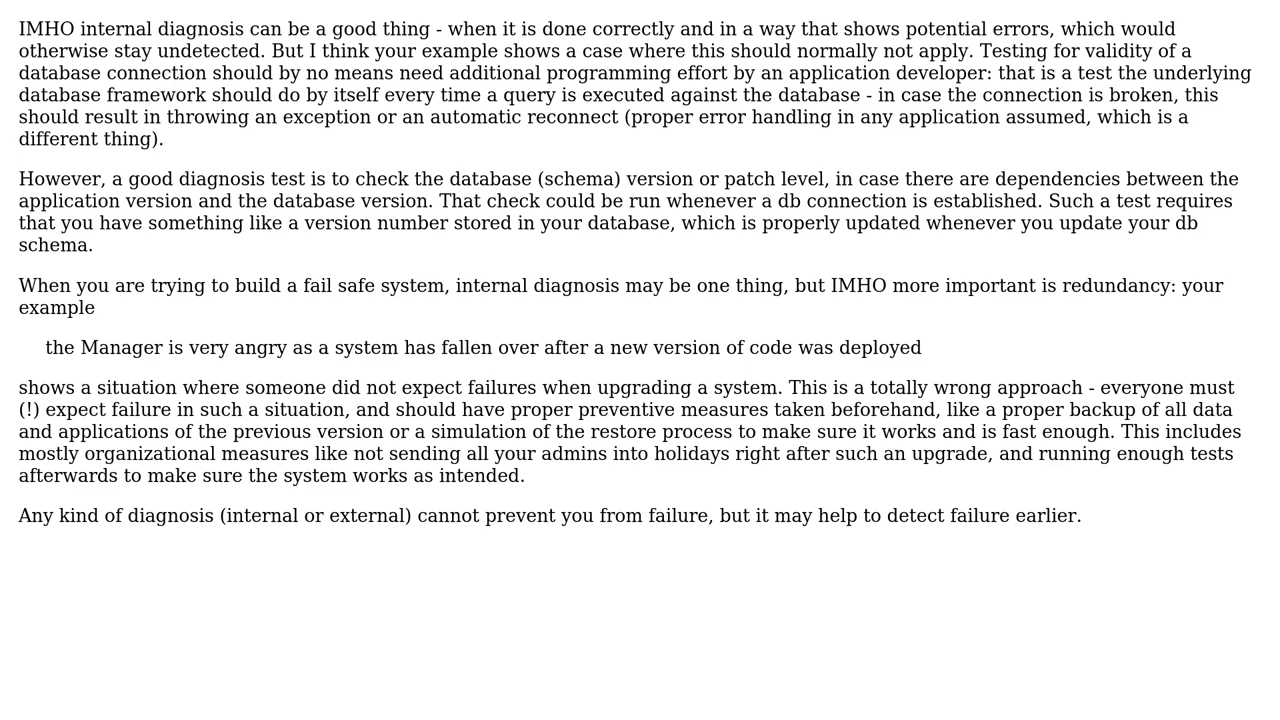 IMHO internal diagnosis can be a good thing - when it is done correctly and in a way that shows potential errors, which would
otherwise stay undetected. But I think your example shows a case where this should normally not apply. Testing for validity of a
database connection should by no means need additional programming effort by an application developer: that is a test the underlying
database framework should do by itself every time a query is executed against the database - in case the connection is broken, this
should result in throwing an exception or an automatic reconnect (proper error handling in any application assumed, which is a
different thing).
However, a good diagnosis test is to check the database (schema) version or patch level, in case there are dependencies between the
application version and the database version. That check could be run whenever a db connection is established. Such a test requires
that you have something like a version number stored in your database, which is properly updated whenever you update your db
schema.
When you are trying to build a fail safe system, internal diagnosis may be one thing, but IMHO more important is redundancy: your
example
the Manager is very angry as a system has fallen over after a new version of code was deployed
shows a situation where someone did not expect failures when upgrading a system. This is a totally wrong approach - everyone must
(!) expect failure in such a situation, and should have proper preventive measures taken beforehand, like a proper backup of all data
and applications of the previous version or a simulation of the restore process to make sure it works and is fast enough. This includes
mostly organizational measures like not sending all your admins into holidays right after such an upgrade, and running enough tests
afterwards to make sure the system works as intended.
Any kind of diagnosis (internal or external) cannot prevent you from failure, but it may help to detect failure earlier.